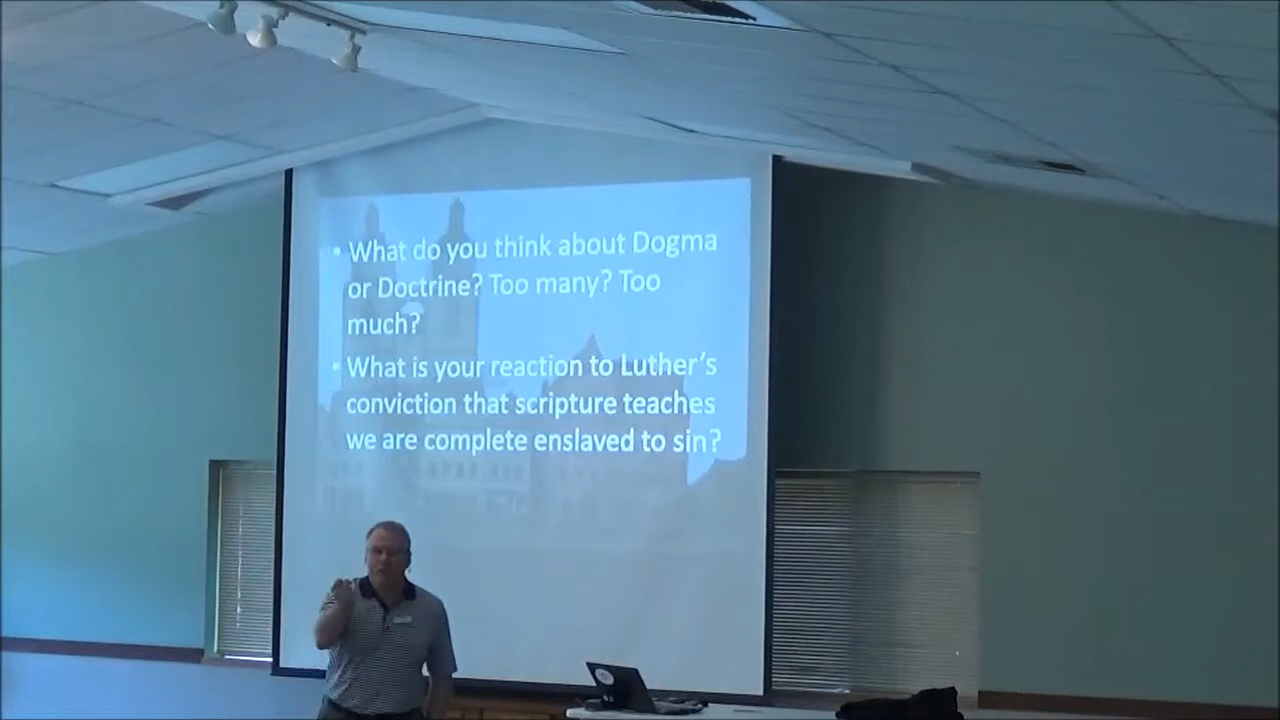 • What do you think about Dogma
or Doctrine? Too many? Too
much?
• What is your reaction to Luther's
conviction that scripture teaches
we are complete enslaved to sin?